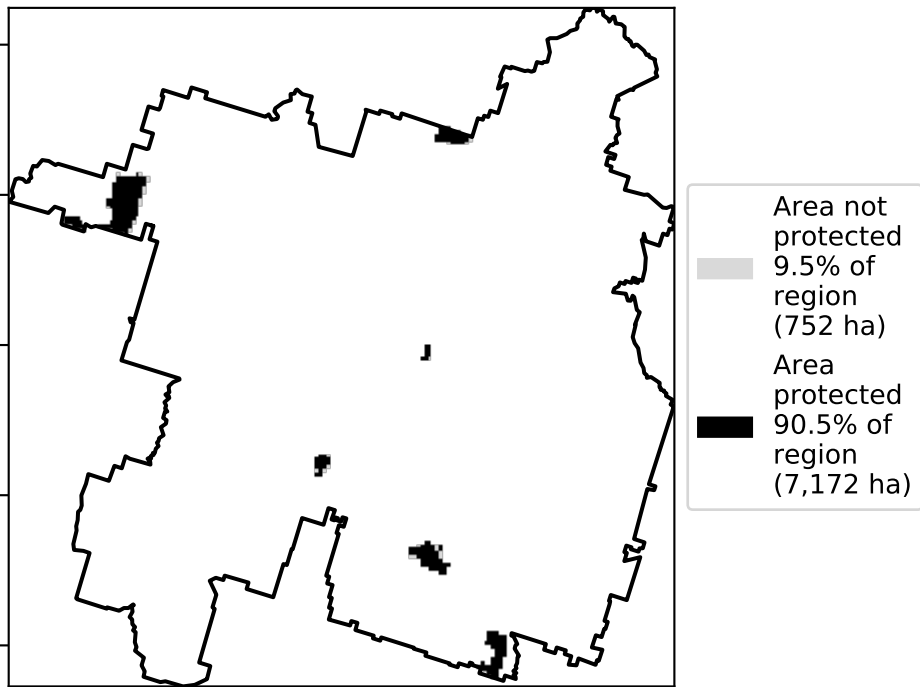 Area not
protected
9.5% of
region
(752 ha)
Area
protected
90.5% of
region
(7,172 ha)